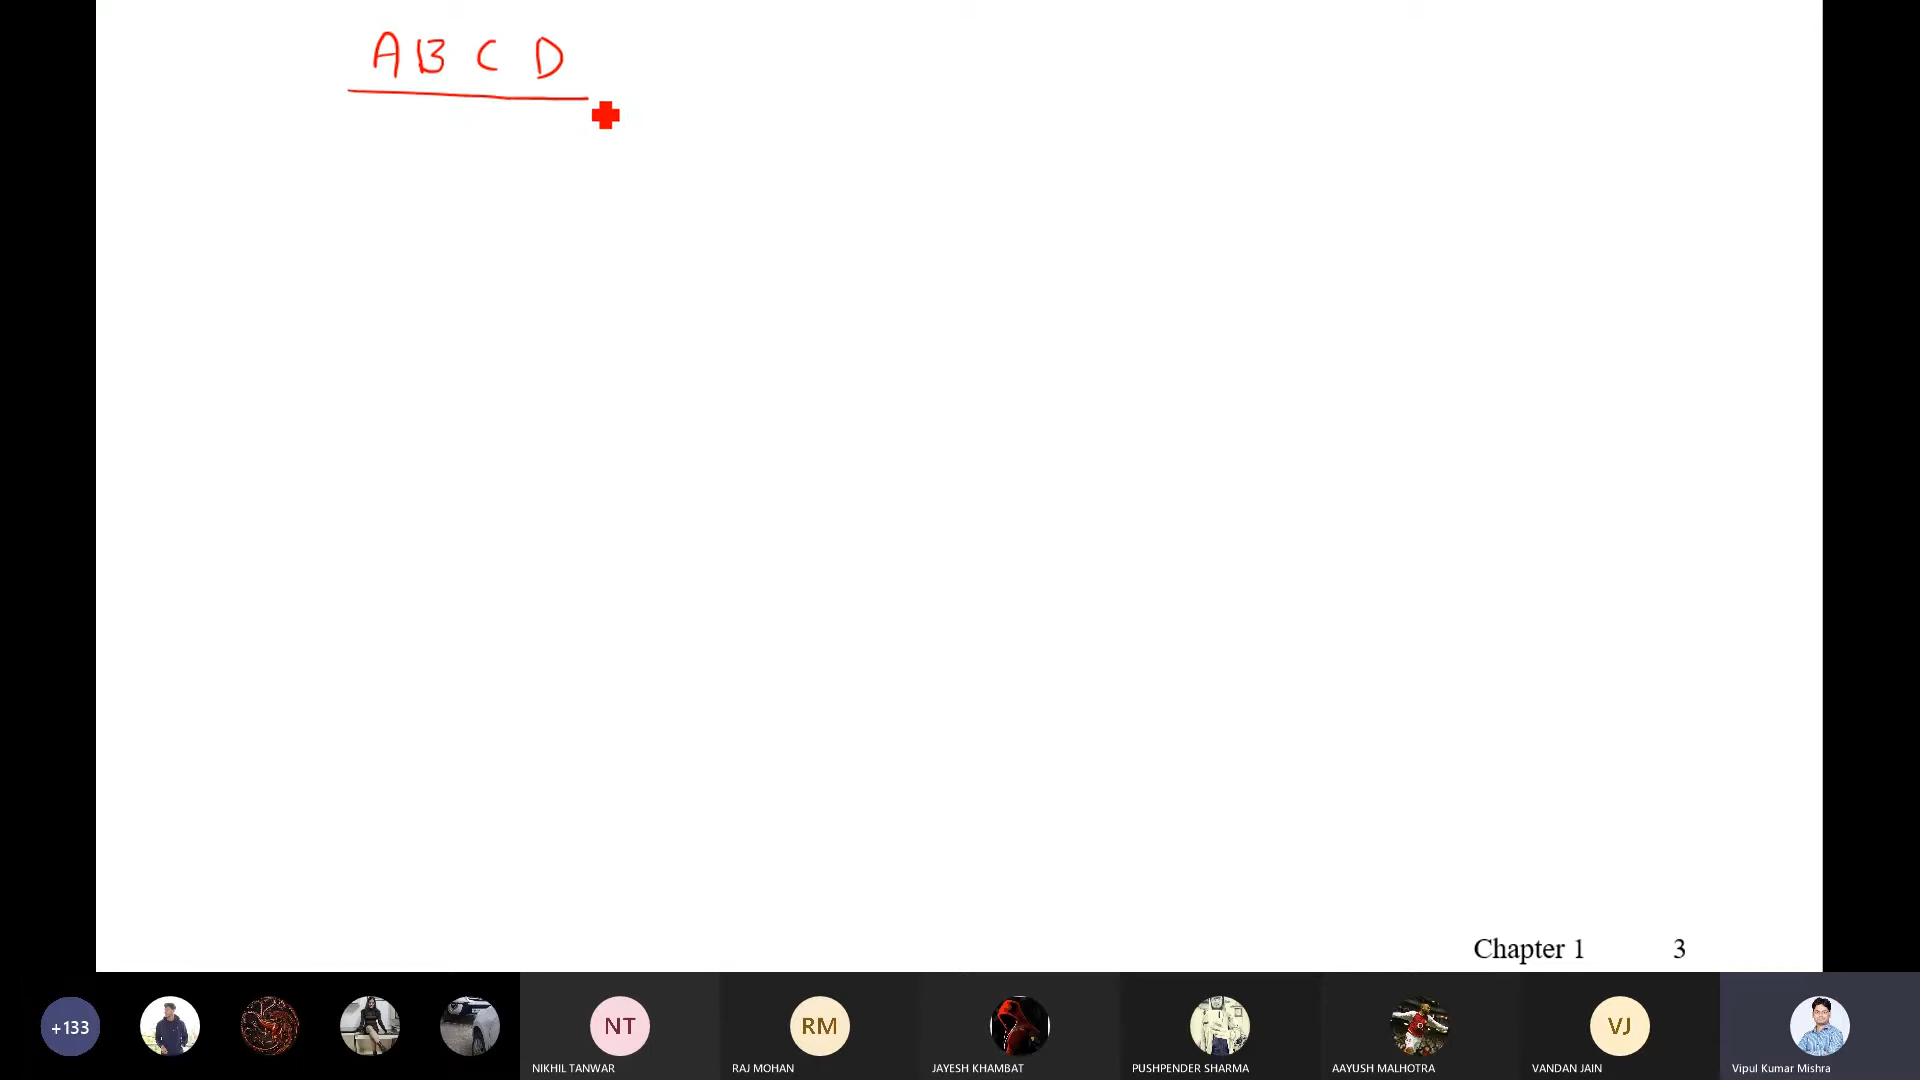 A B C D
Chapter 1 3
+133 NT RM VJ
NIKHIL TANWAR RAJ MOHAN JAYESH KHAMBAT PUSHPENDER SHARMA AAYUSH MALHOTRA VANDAN JAIN Vipul Kumar Mishra